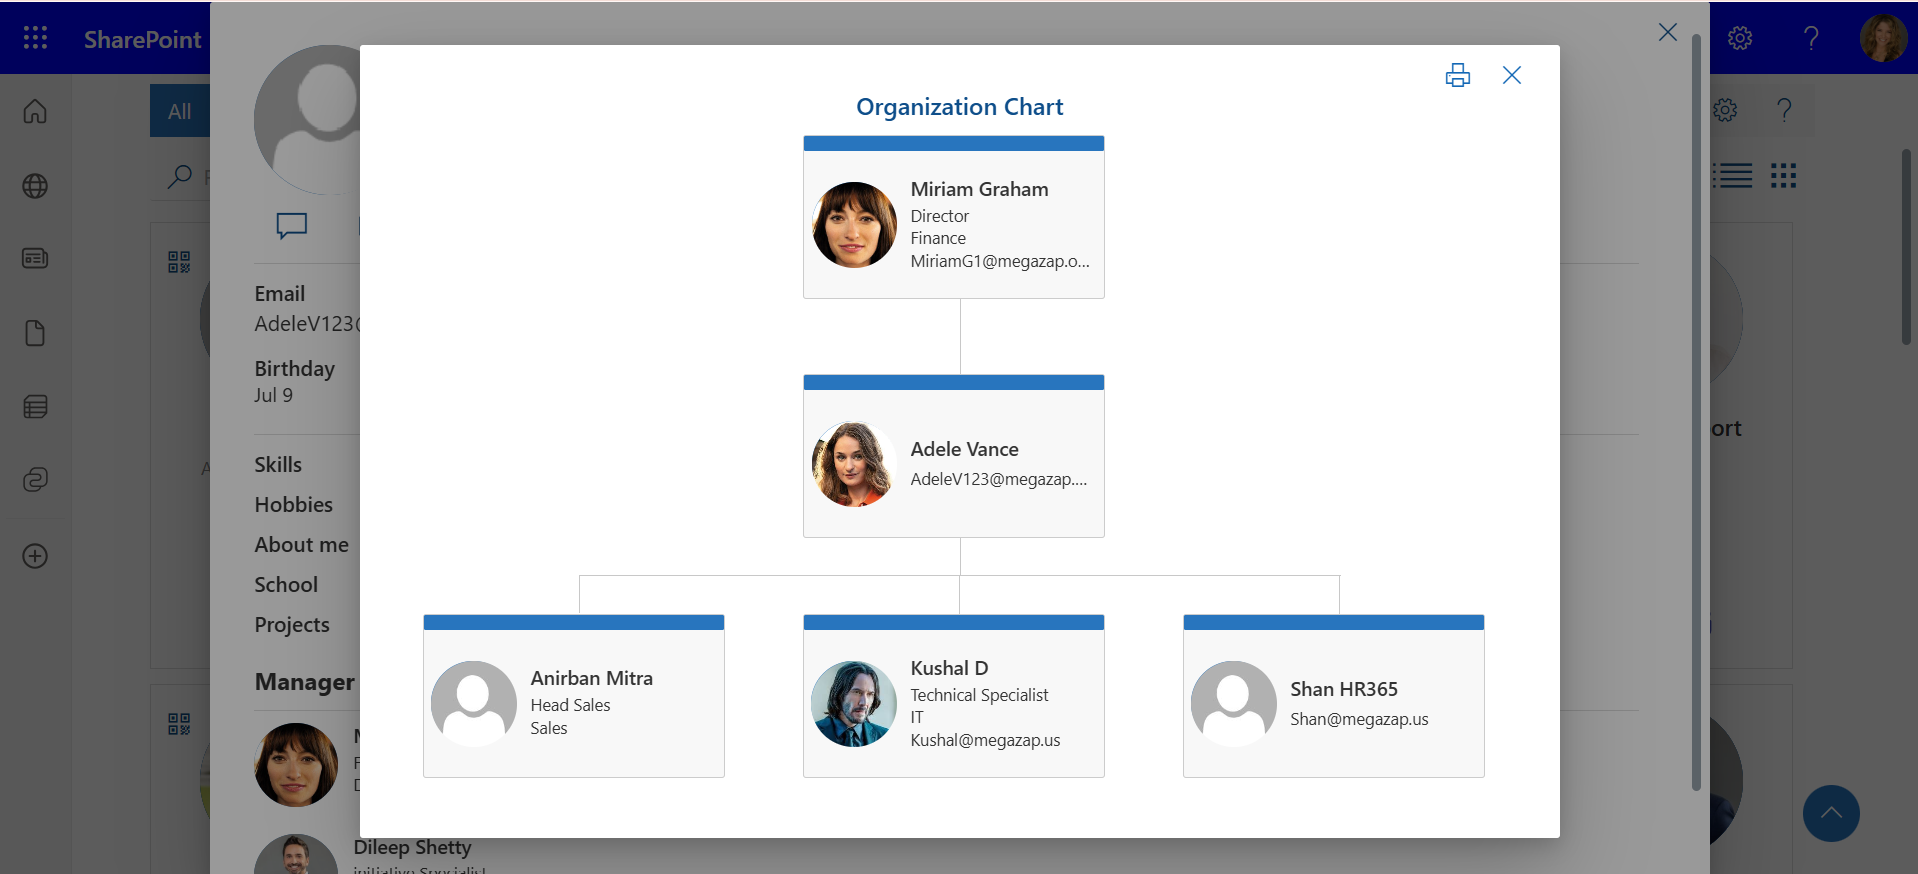 SharePoint
All
Organization Chart
Miriam Graham
Director
Finance
MiriamG1@megazap.o...
Adele Vance
AdeleV123@megazap....
Anirban Mitra
Head Sales
Sales
Kushal D
Technical Specialist
IT
Kushal@megazap.us
Shan HR365
Shan@megazap.us
Email
AdeleV123
Birthday
Jul 9
Skills
Hobbies
About me
School
Projects
Manager
Dileep Shetty
initiative Specialist
ort